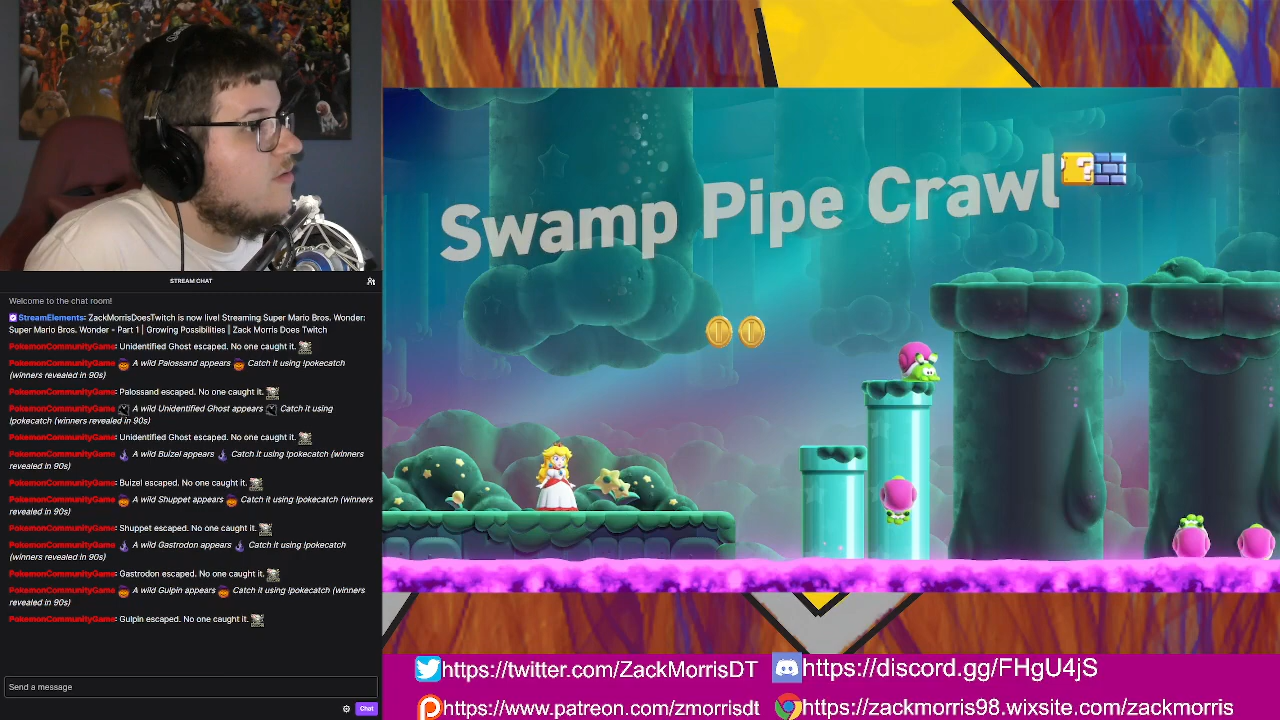 STREAM CHAT
Welcome to the chat room!
StreamElements: ZackMorrisDoesTwitch is now live! Streaming Super Mario Bros. Wonder:
Super Mario Bros. Wonder - Part 1 | Growing Possibilities | Zack Morris Does Twitch
PokemonCommunityGame: Unidentified Ghost escaped. No one caught it.
PokemonCommunityGame A wild Palossand appears Catch it using !pokecatch
(winners revealed in 90s)
PokemonCommunityGame: Palossand escaped. No one caught it.
PokemonCommunityGame A wild Unidentified Ghost appears Catch it using
!pokecatch (winners revealed in 90s)
PokemonCommunityGame: Unidentified Ghost escaped. No one caught it.
PokemonCommunityGame A wild Buizel appears Catch it using !pokecatch (winners
revealed in 90s)
PokemonCommunityGame: Buizel escaped. No one caught it.
PokemonCommunityGame A wild Shuppet appears Catch it using !pokecatch (winners
revealed in 90s)
PokemonCommunityGame: Shuppet escaped. No one caught it.
PokemonCommunityGame A wild Gastrodon appears Catch it using !pokecatch
(winners revealed in 90s)
PokemonCommunityGame: Gastrodon escaped. No one caught it.
PokemonCommunityGame A wild Gulpin appears Catch it using !pokecatch (winners
revealed in 90s)
PokemonCommunityGame: Gulpin escaped. No one caught it.
Send a message
Chat
Swamp Pipe Crawl
https://twitter.com/ZackMorrisDT
https://discord.gg/FHgU4jS
https://www.patreon.com/zmorrisdt
https://zackmorris98.wixsite.com/zackmorris